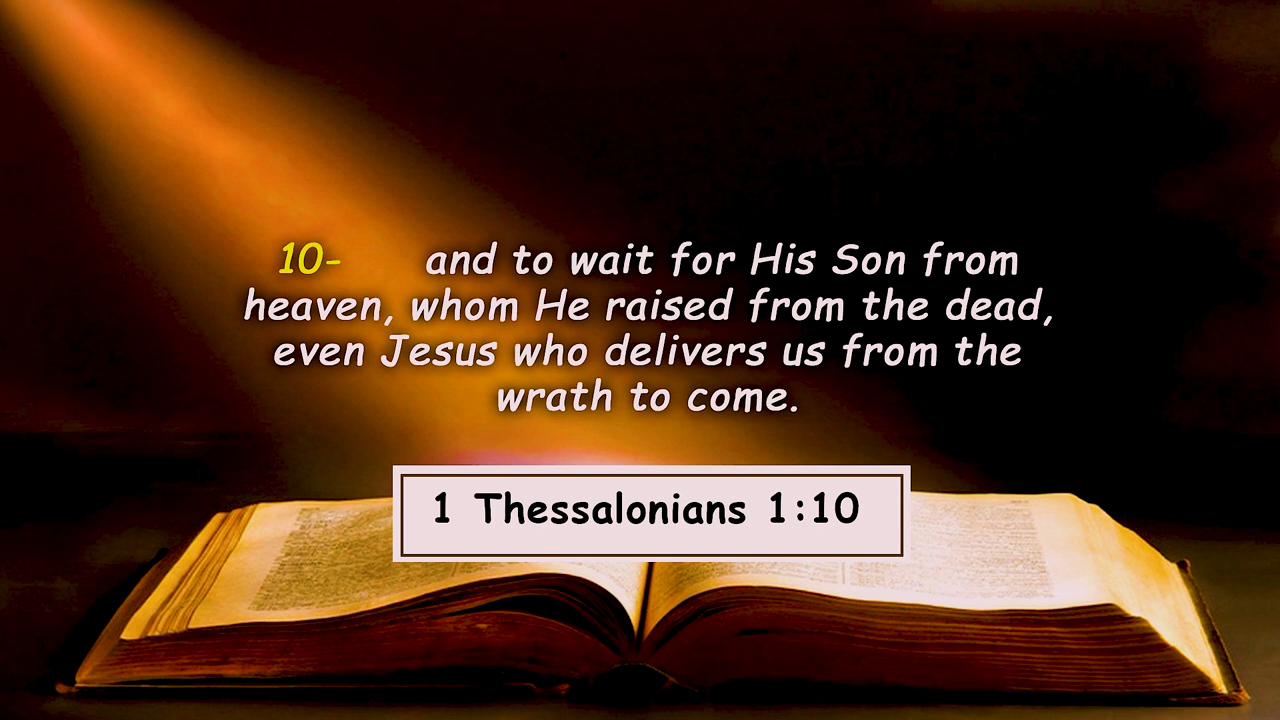 10- and to wait for His Son from
heaven, whom He raised from the dead,
even Jesus who delivers us from the
wrath to come.
1 Thessalonians 1:10